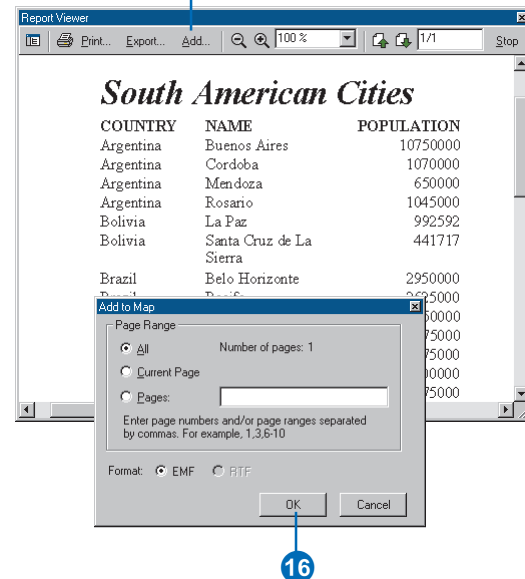 Report Viewer
Print... Export... Add... 100 % 1/1 Stop
South American Cities
COUNTRY NAME POPULATION
Argentina Buenos Aires 10750000
Argentina Cordoba 1070000
Argentina Mendoza 650000
Argentina Rosario 1045000
Bolivia La Paz 992592
Bolivia Santa Cruz de La 441717
Sierra
Brazil Belo Horizonte 2950000
Add to Map
Page Range
All Number of pages: 1
Current Page
Pages:
Enter page numbers and/or page ranges separated
by commas. For example, 1,3,6-10
Format: EMF RTF
OK Cancel
16